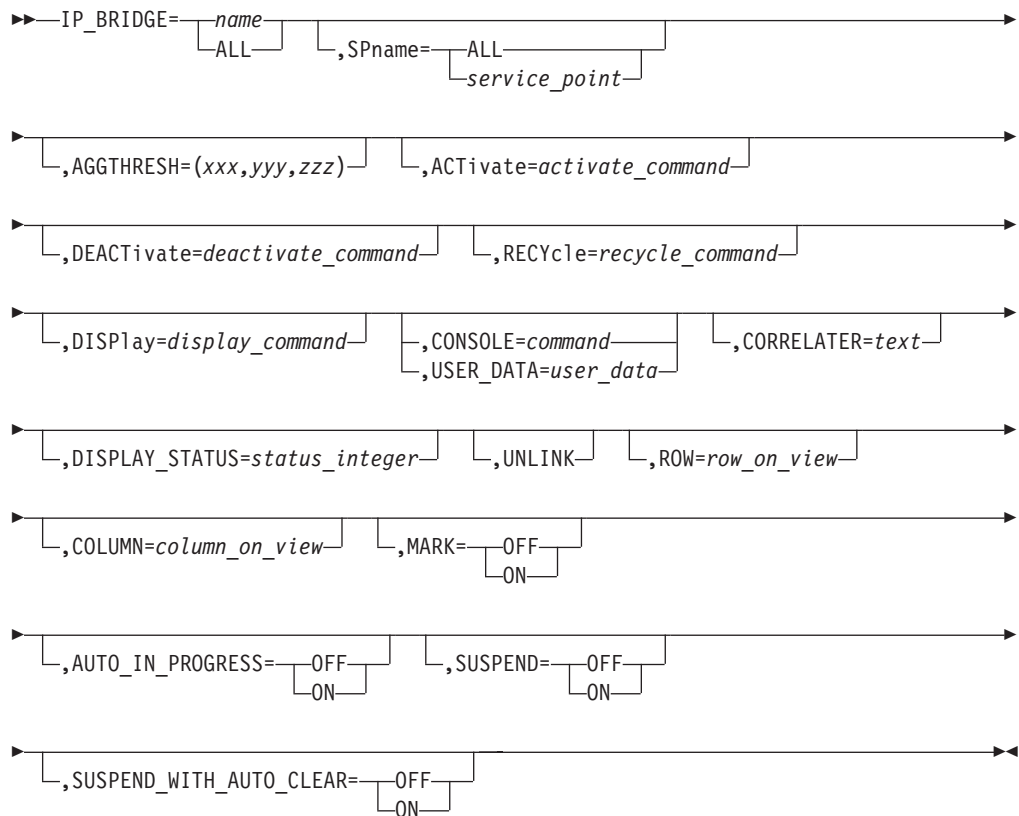 IP_BRIDGE= name ,SPname= ALL
ALL service_point
,AGGTHRESH=(xxx,yyy,zzz) ,ACTivate=activate_command
,DEACTivate=deactivate_command ,RECYcle=recycle_command
,DISPlay=display_command ,CONSOLE=command ,CORRELATER=text
,USER_DATA=user_data
,DISPLAY_STATUS=status_integer ,UNLINK ,ROW=row_on_view
,COLUMN=column_on_view ,MARK= OFF
ON
,AUTO_IN_PROGRESS= OFF ,SUSPEND= OFF
ON ON
,SUSPEND_WITH_AUTO_CLEAR= OFF
ON